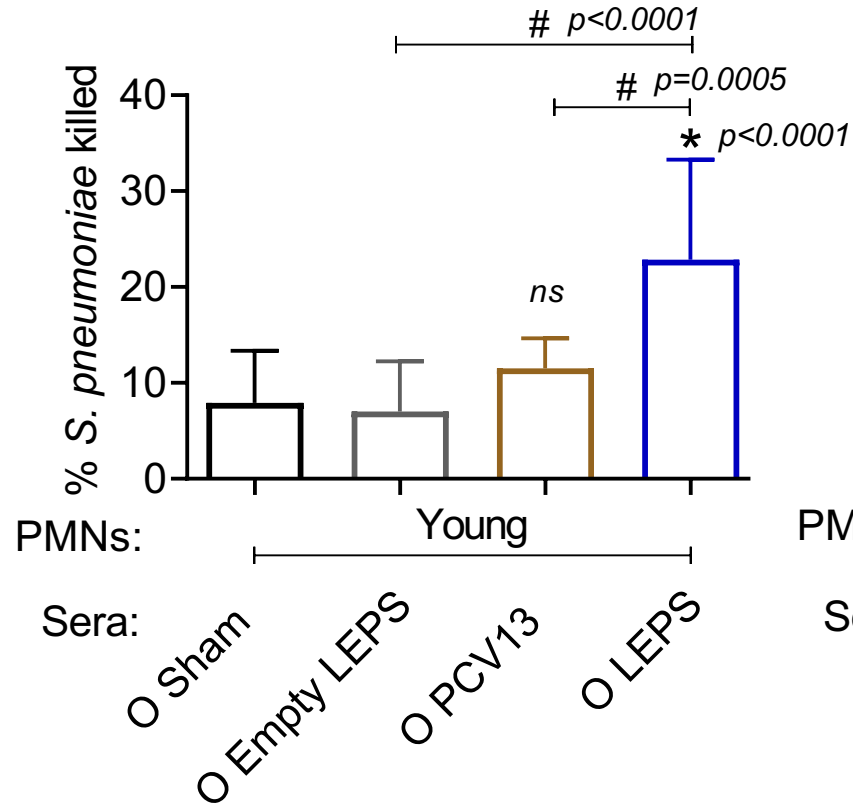 # p<0.0001
# p=0.0005
* p<0.0001
ns
% S. pneumoniae killed
40
30
20
10
0
PMNs:
Young
PM
Sera:
O Sham
O Empty LEPS
O PCV13
O LEPS